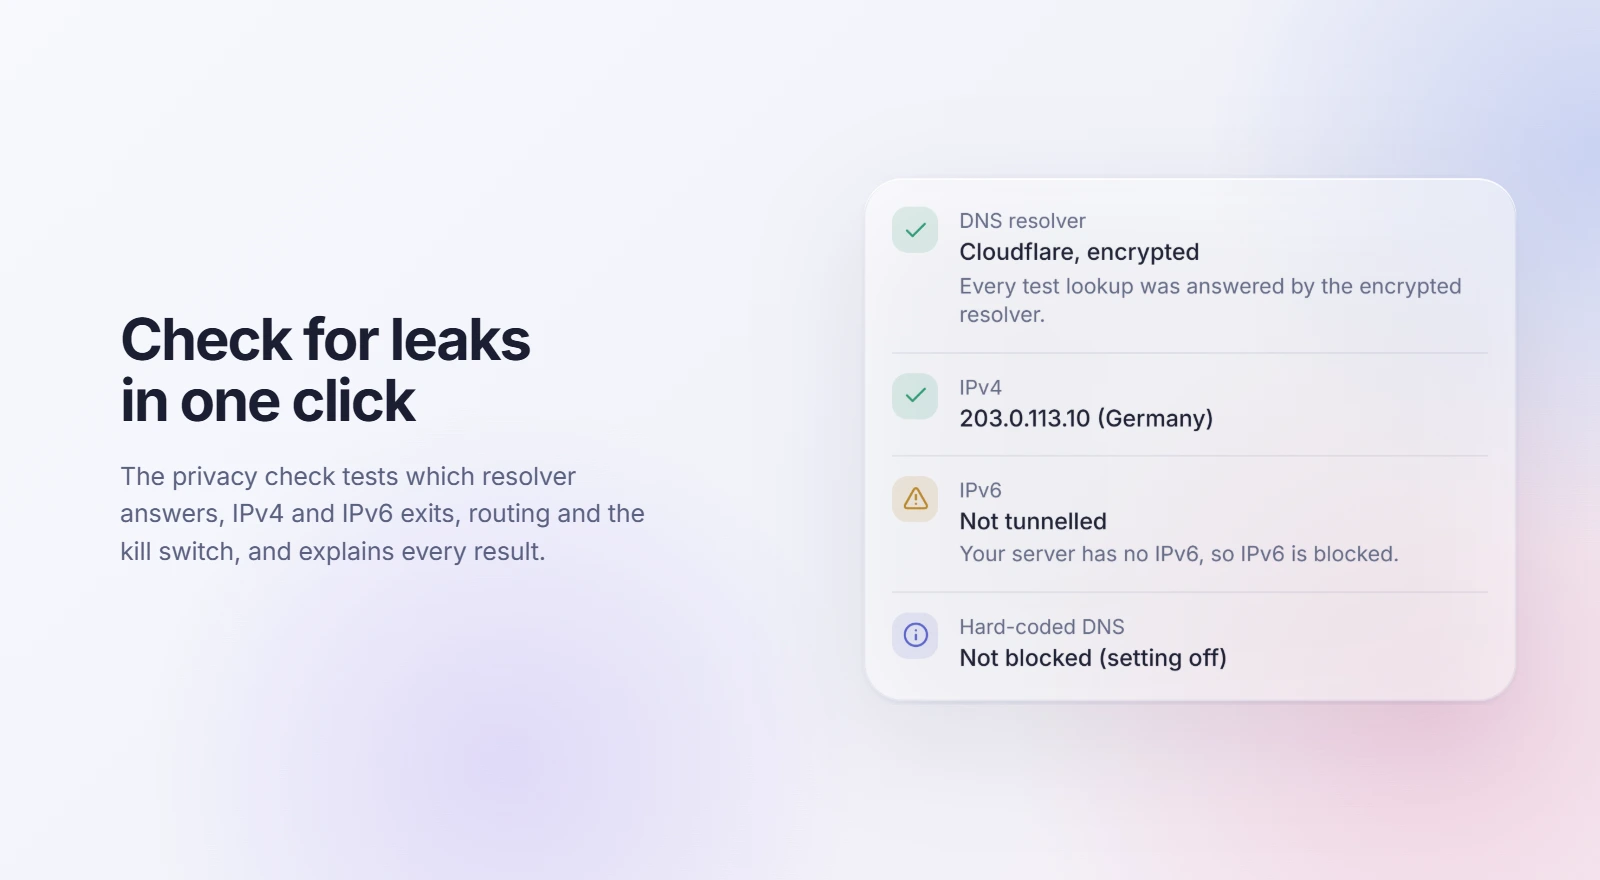 Check for leaks
in one click
The privacy check tests which resolver
answers, IPv4 and IPv6 exits, routing and the
kill switch, and explains every result.
DNS resolver
Cloudflare, encrypted
Every test lookup was answered by the encrypted
resolver.
IPv4
203.0.113.10 (Germany)
IPv6
Not tunnelled
Your server has no IPv6, so IPv6 is blocked.
Hard-coded DNS
Not blocked (setting off)